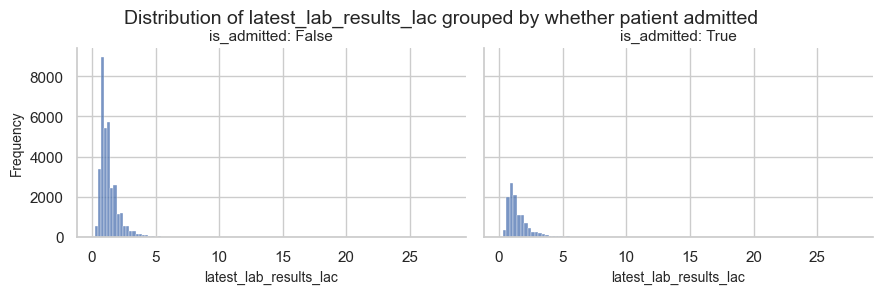 Distribution of latest_lab_results_lac grouped by whether patient admitted
is_admitted: False
is_admitted: True
Frequency
8000
6000
4000
2000
0
0 5 10 15 20 25
0 5 10 15 20 25
latest_lab_results_lac
latest_lab_results_lac